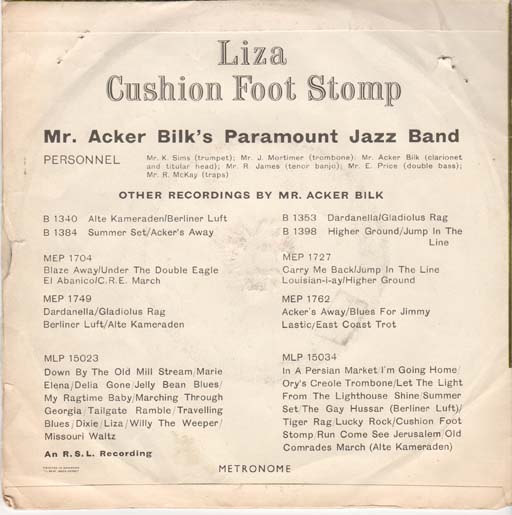 Liza
Cushion Foot Stomp
Mr. Acker Bilk's Paramount Jazz Band
PERSONNEL
Mr. K. Sims (trumpet); Mr. J. Mortimer (trombone); Mr. Acker Bilk (clarionet
and titular head); Mr. R James (tenor banjo); Mr. E. Price (double bass);
Mr. R. McKay (traps)
OTHER RECORDINGS BY MR. ACKER BILK
B 1340 Alte Kameraden/Berliner Luft
B 1384 Summer Set/Acker's Away
B 1353 Dardanella/Gladiolus Rag
B 1398 Higher Ground/Jump In The
Line
MEP 1704
Blaze Away/Under The Double Eagle
El Abanico/C.R.E. March
MEP 1727
Carry Me Back/Jump In The Line
Louisian-i-ay/Higher Ground
MEP 1749
Dardanella/Gladiolus Rag
Berliner Luft/Alte Kameraden
MEP 1762
Acker's Away/Blues For Jimmy
Lastic/East Coast Trot
MLP 15023
Down By The Old Mill Stream/Marie
Elena/Delia Gone/Jelly Bean Blues/
My Ragtime Baby/Marching Through
Georgia/Tailgate Ramble/Travelling
Blues/Dixie/Liza/Willy The Weeper/
Missouri Waltz
MLP 15034
In A Persian Market/I'm Going Home/
Ory's Creole Trombone/Let The Light
From The Lighthouse Shine/Summer
Set/The Gay Hussar (Berliner Luft)/
Tiger Rag/Lucky Rock/Cushion Foot
Stomp/Run Come See Jerusalem/Old
Comrades March (Alte Kameraden)
An R.S.L. Recording
METRONOME